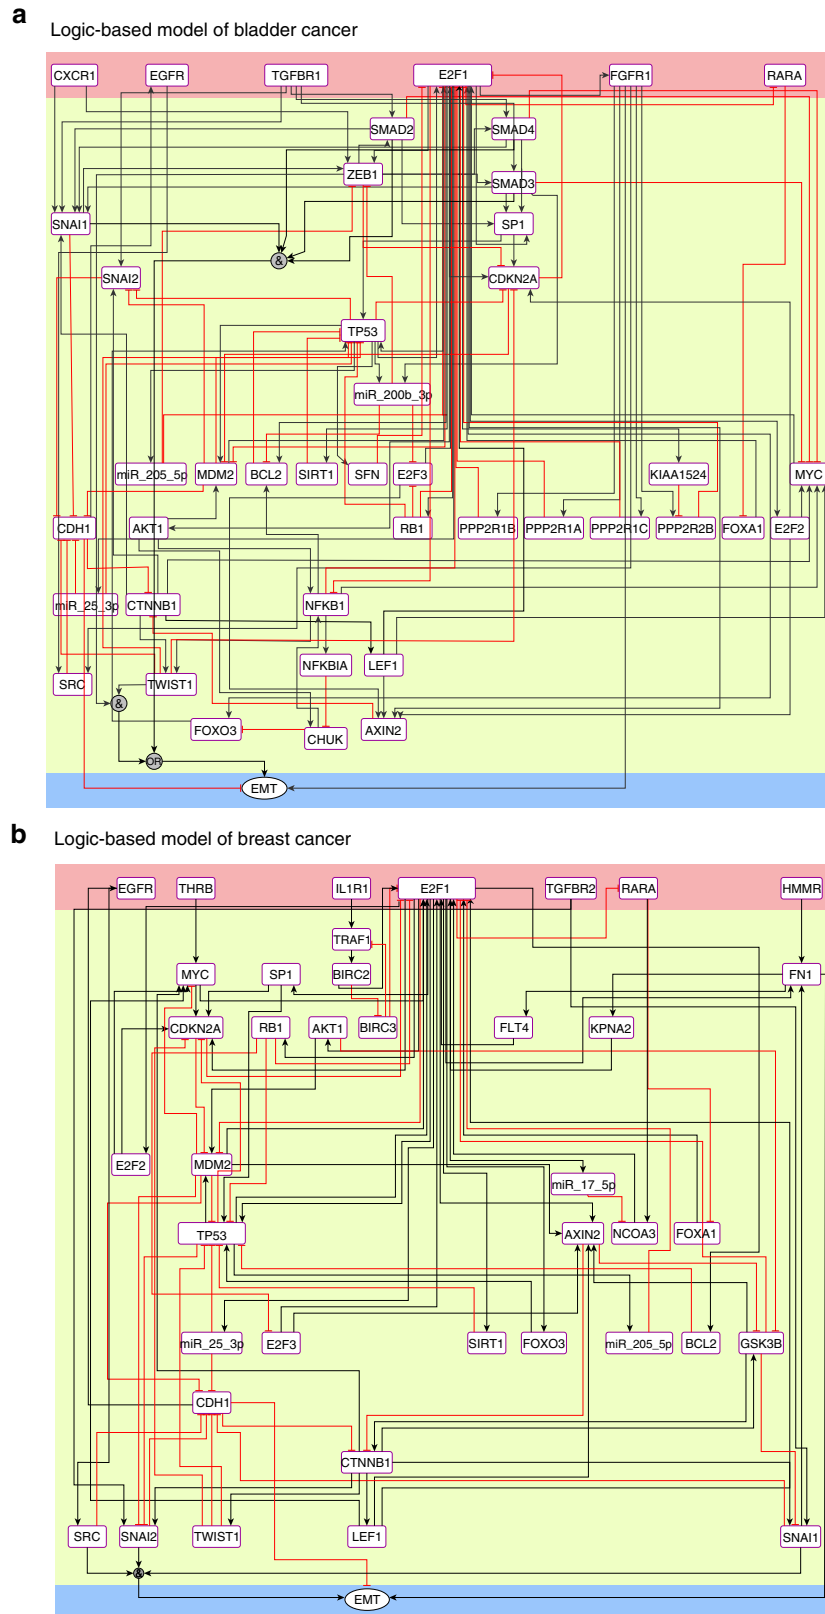 a
Logic-based model of bladder cancer
CXCR1 EGFR TGFBR1 E2F1 FGFR1 RARA
SMAD2 SMAD4
ZEB1 SMAD3
SNAI1 SP1
&
SNAI2 CDKN2A
TP53
miR_200b_3p
miR_205_5p MDM2 BCL2 SIRT1 SFN E2F3 KIAA1524 MYC
CDH1 AKT1 RB1 PPP2R1B PPP2R1A PPP2R1C PPP2R2B FOXA1 E2F2
miR_25_3p CTNNB1 NFKB1
NFKBIA LEF1
SRC TWIST1
&
FOXO3 CHUK AXIN2
OR
EMT
b
Logic-based model of breast cancer
EGFR THRB IL1R1 E2F1 TGFBR2 RARA HMMR
TRAF1
MYC SP1 BIRC2 FN1
CDKN2A RB1 AKT1 BIRC3 FLT4 KPNA2
E2F2 MDM2
miR_17_5p
TP53 AXIN2 NCOA3 FOXA1
miR_25_3p E2F3 SIRT1 FOXO3 miR_205_5p BCL2 GSK3B
CDH1
CTNNB1
SRC SNAI2 TWIST1 LEF1 SNAI1
&
EMT